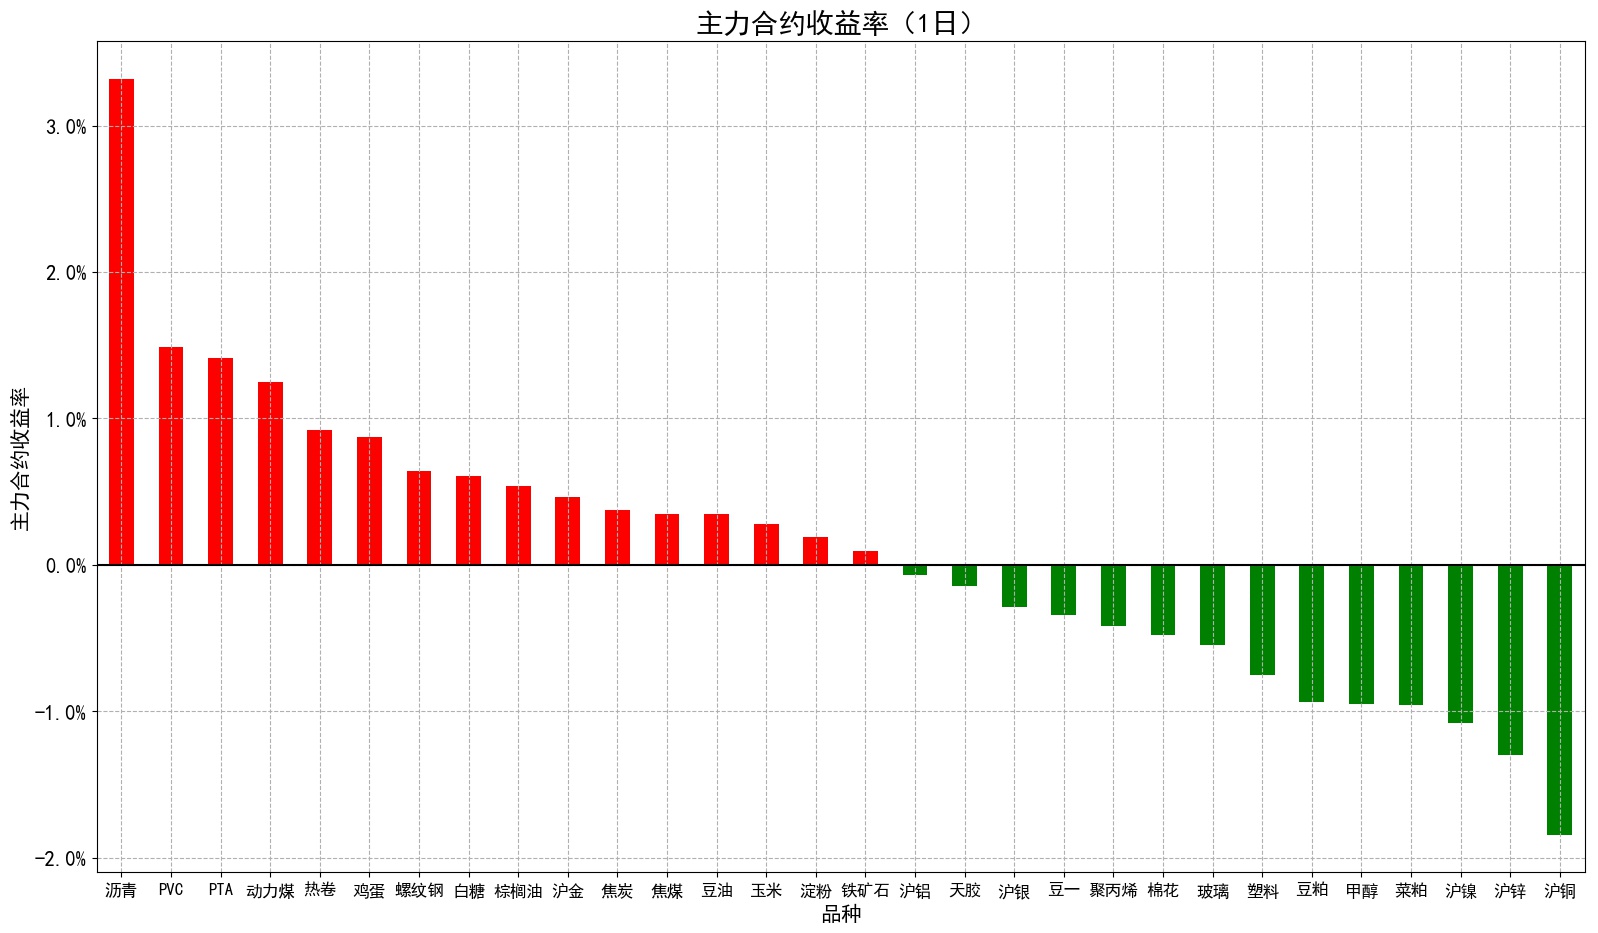 主力合约收益率（1日）
主力合约收益率
3.0%
2.0%
1.0%
0.0%
−1.0%
−2.0%
沥青 PVC PTA 动力煤 热卷 鸡蛋 螺纹钢 白糖 棕榈油 沪金 焦炭 焦煤 豆油 玉米 淀粉 铁矿石 沪铝 天胶 沪银 豆一 聚丙烯 棉花 玻璃 塑料 豆粕 甲醇 菜粕 沪镍 沪锌 沪铜
品种